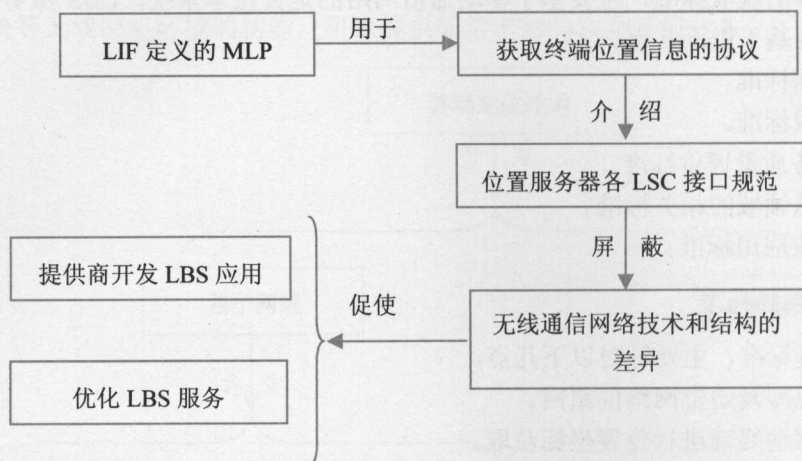 LIF 定义的 MLP
用于
获取终端位置信息的协议
介绍
位置服务器各 LSC 接口规范
屏蔽
无线通信网络技术和结构的
差异
促使
提供商开发 LBS 应用
优化 LBS 服务